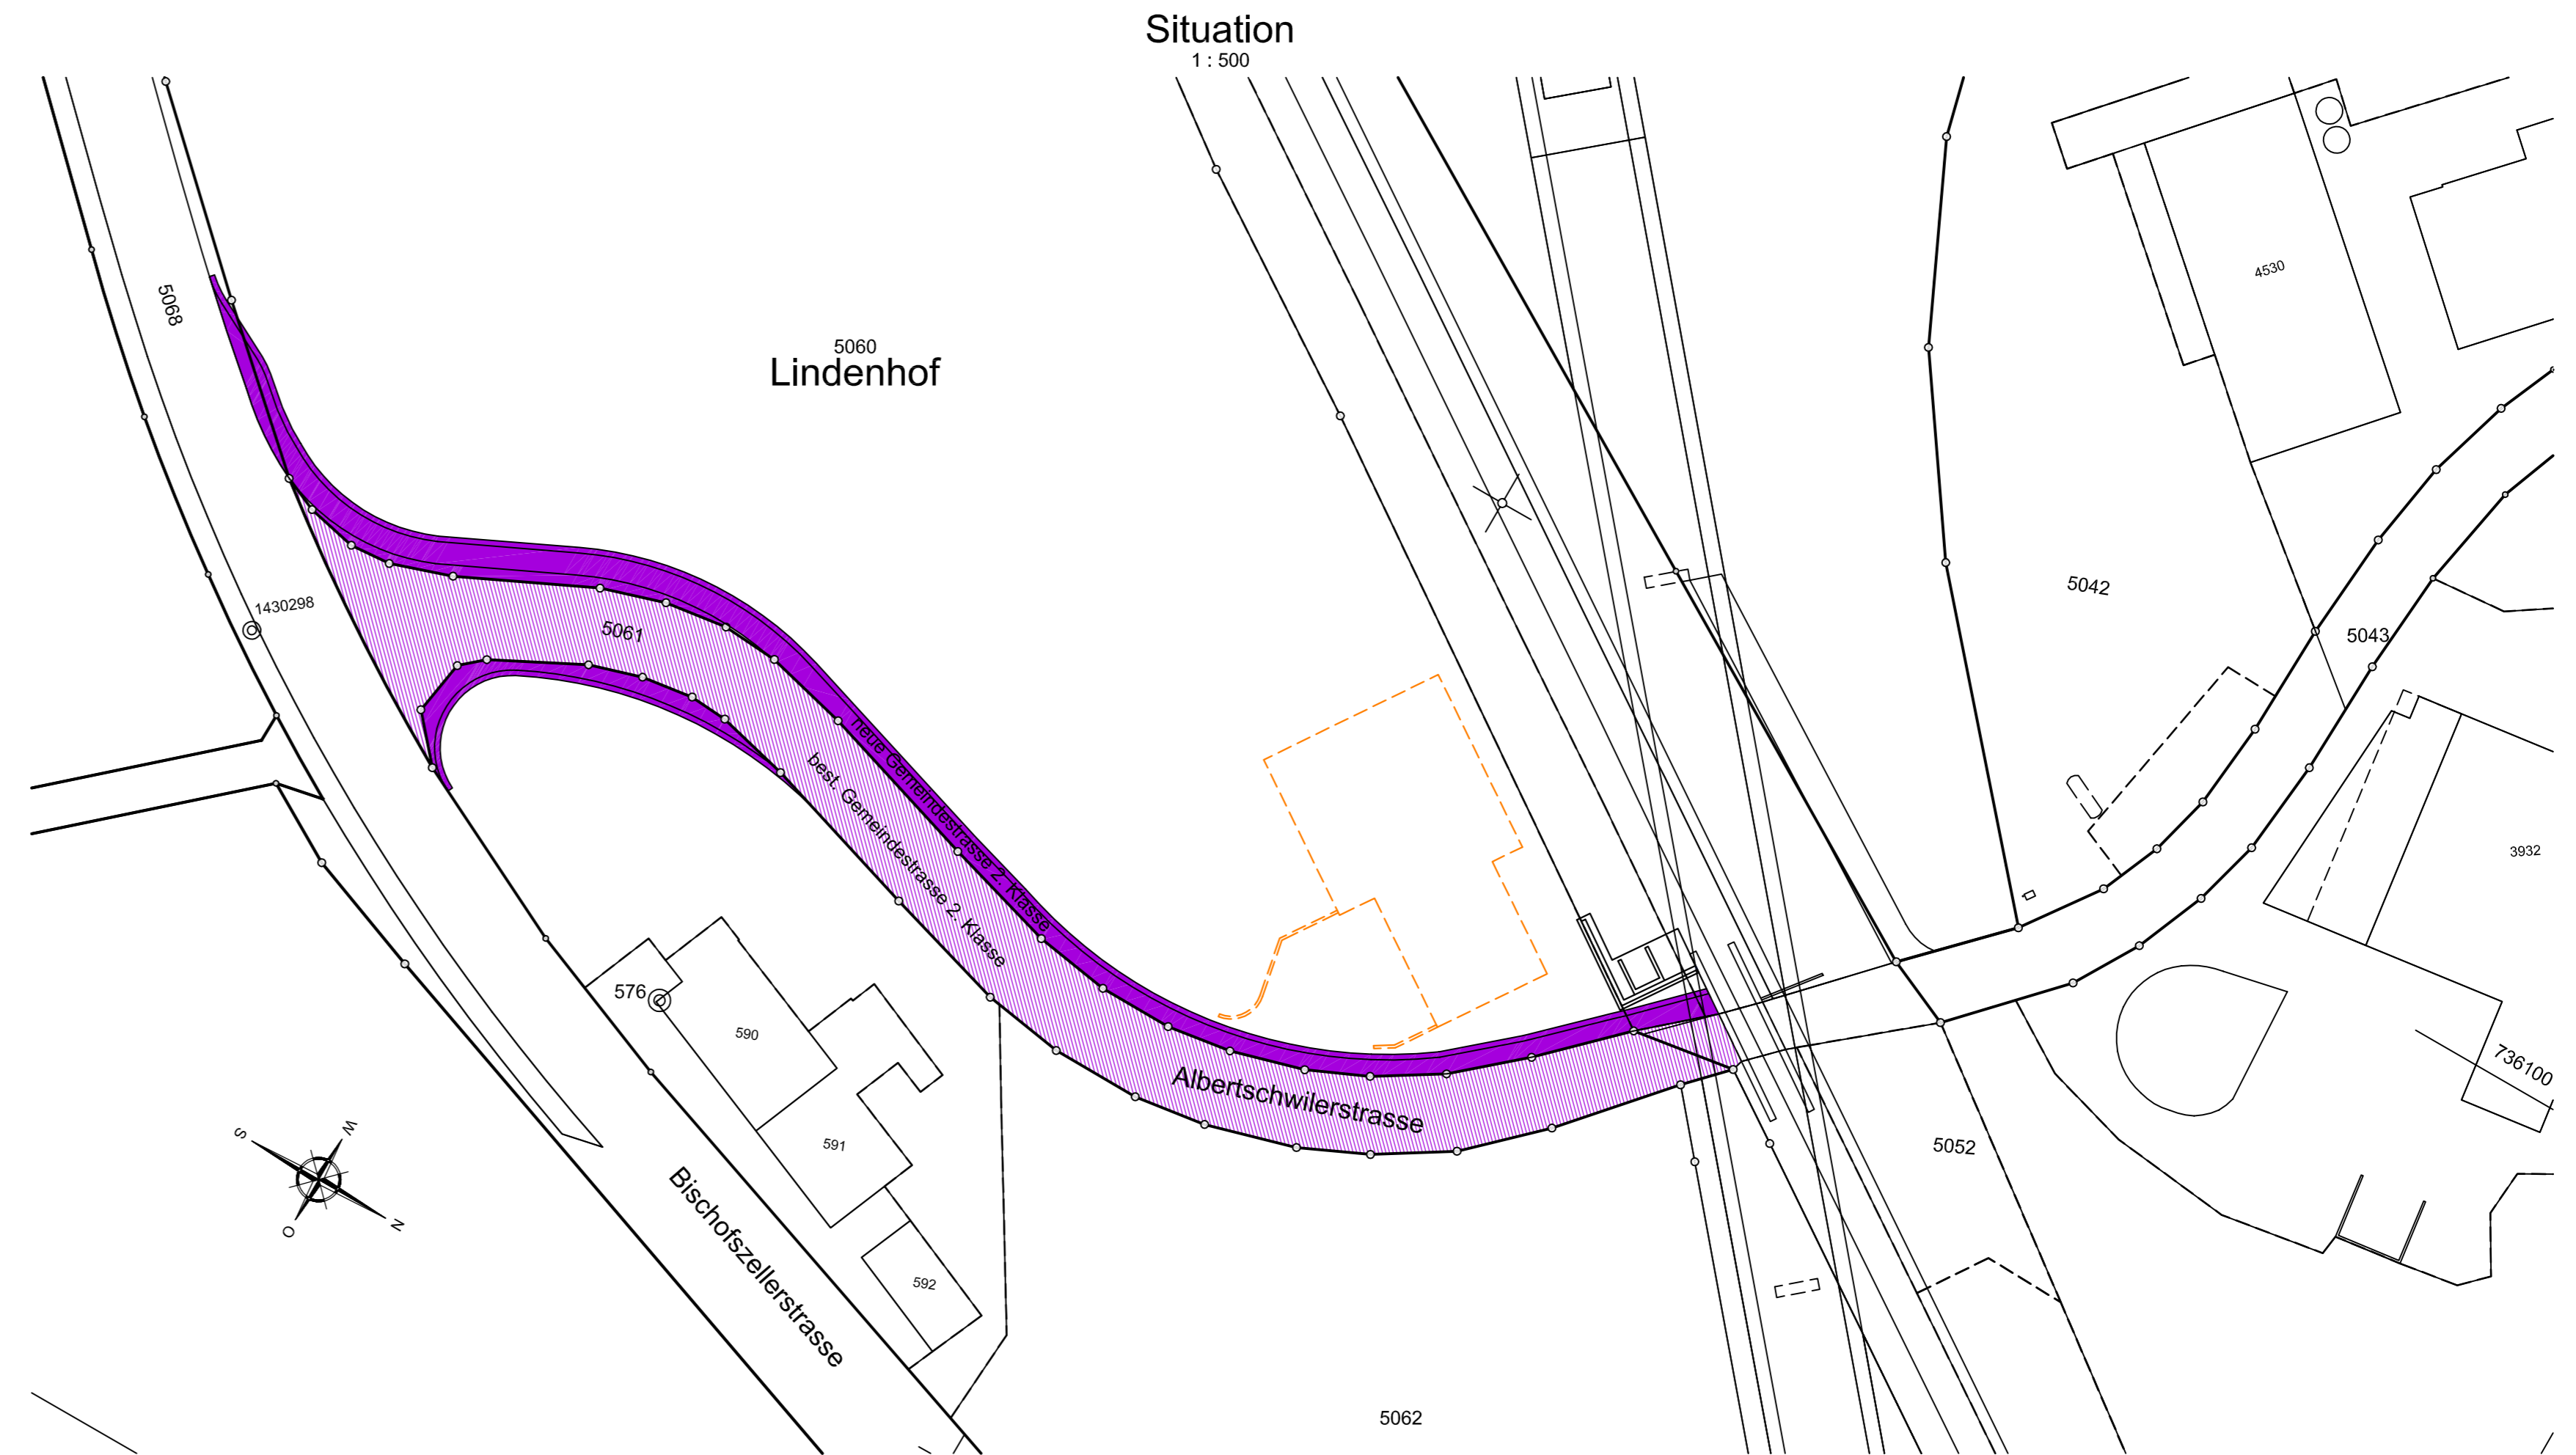 Situation
1 : 500
5068
4530
5060
Lindenhof
5042
1430298
5061
5043
neue Gemeindestrasse 2. Klasse
best. Gemeindestrasse 2. Klasse
3932
576
590
736100
Albertschwilerstrasse
591
5052
S
W
O
N
Bischofszellerstrasse
592
5062